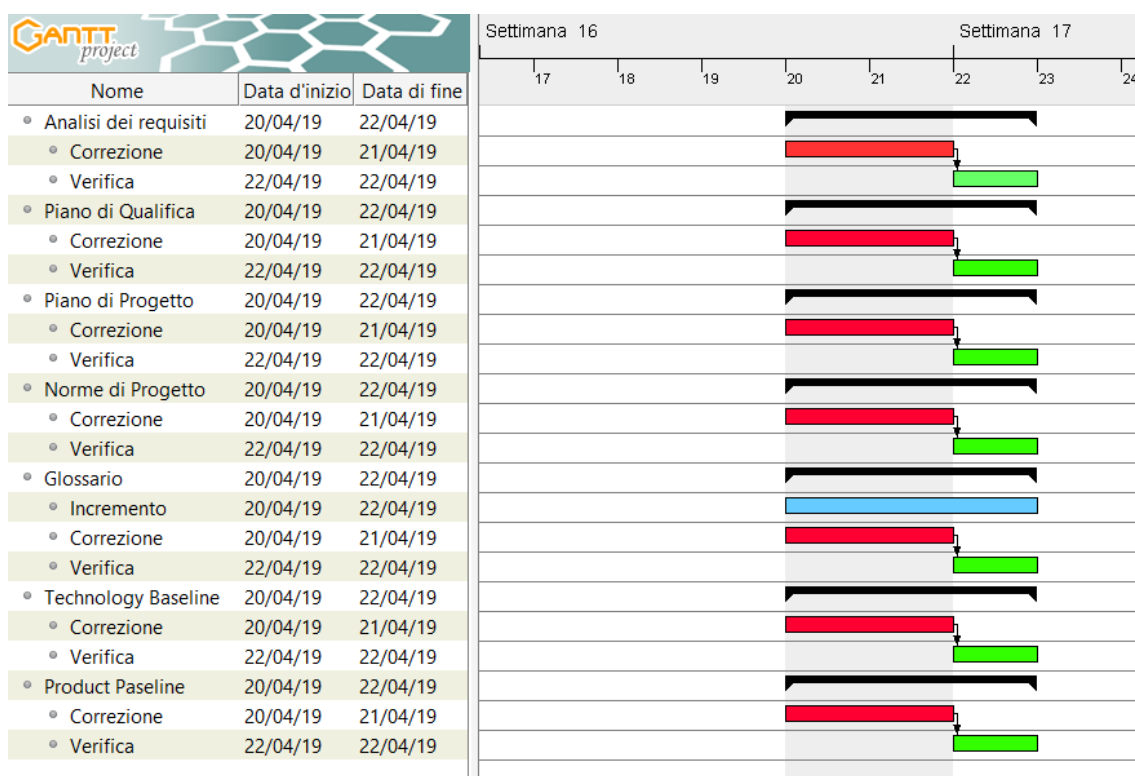 GANTT
project
Settimana 16 Settimana 17
17 18 19 20 21 22 23 24
Nome Data d'inizio Data di fine
Analisi dei requisiti 20/04/19 22/04/19
Correzione 20/04/19 21/04/19
Verifica 22/04/19 22/04/19
Piano di Qualifica 20/04/19 22/04/19
Correzione 20/04/19 21/04/19
Verifica 22/04/19 22/04/19
Piano di Progetto 20/04/19 22/04/19
Correzione 20/04/19 21/04/19
Verifica 22/04/19 22/04/19
Norme di Progetto 20/04/19 22/04/19
Correzione 20/04/19 21/04/19
Verifica 22/04/19 22/04/19
Glossario 20/04/19 22/04/19
Incremento 20/04/19 22/04/19
Correzione 20/04/19 21/04/19
Verifica 22/04/19 22/04/19
Technology Baseline 20/04/19 22/04/19
Correzione 20/04/19 21/04/19
Verifica 22/04/19 22/04/19
Product Paseline 20/04/19 22/04/19
Correzione 20/04/19 21/04/19
Verifica 22/04/19 22/04/19